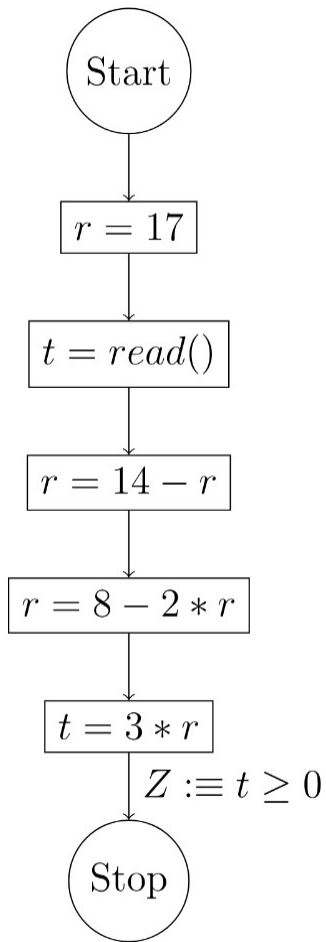 Start
r = 17
t = read()
r = 14 − r
r = 8 − 2 ∗ r
t = 3 ∗ r
Z :≡ t ≥ 0
Stop